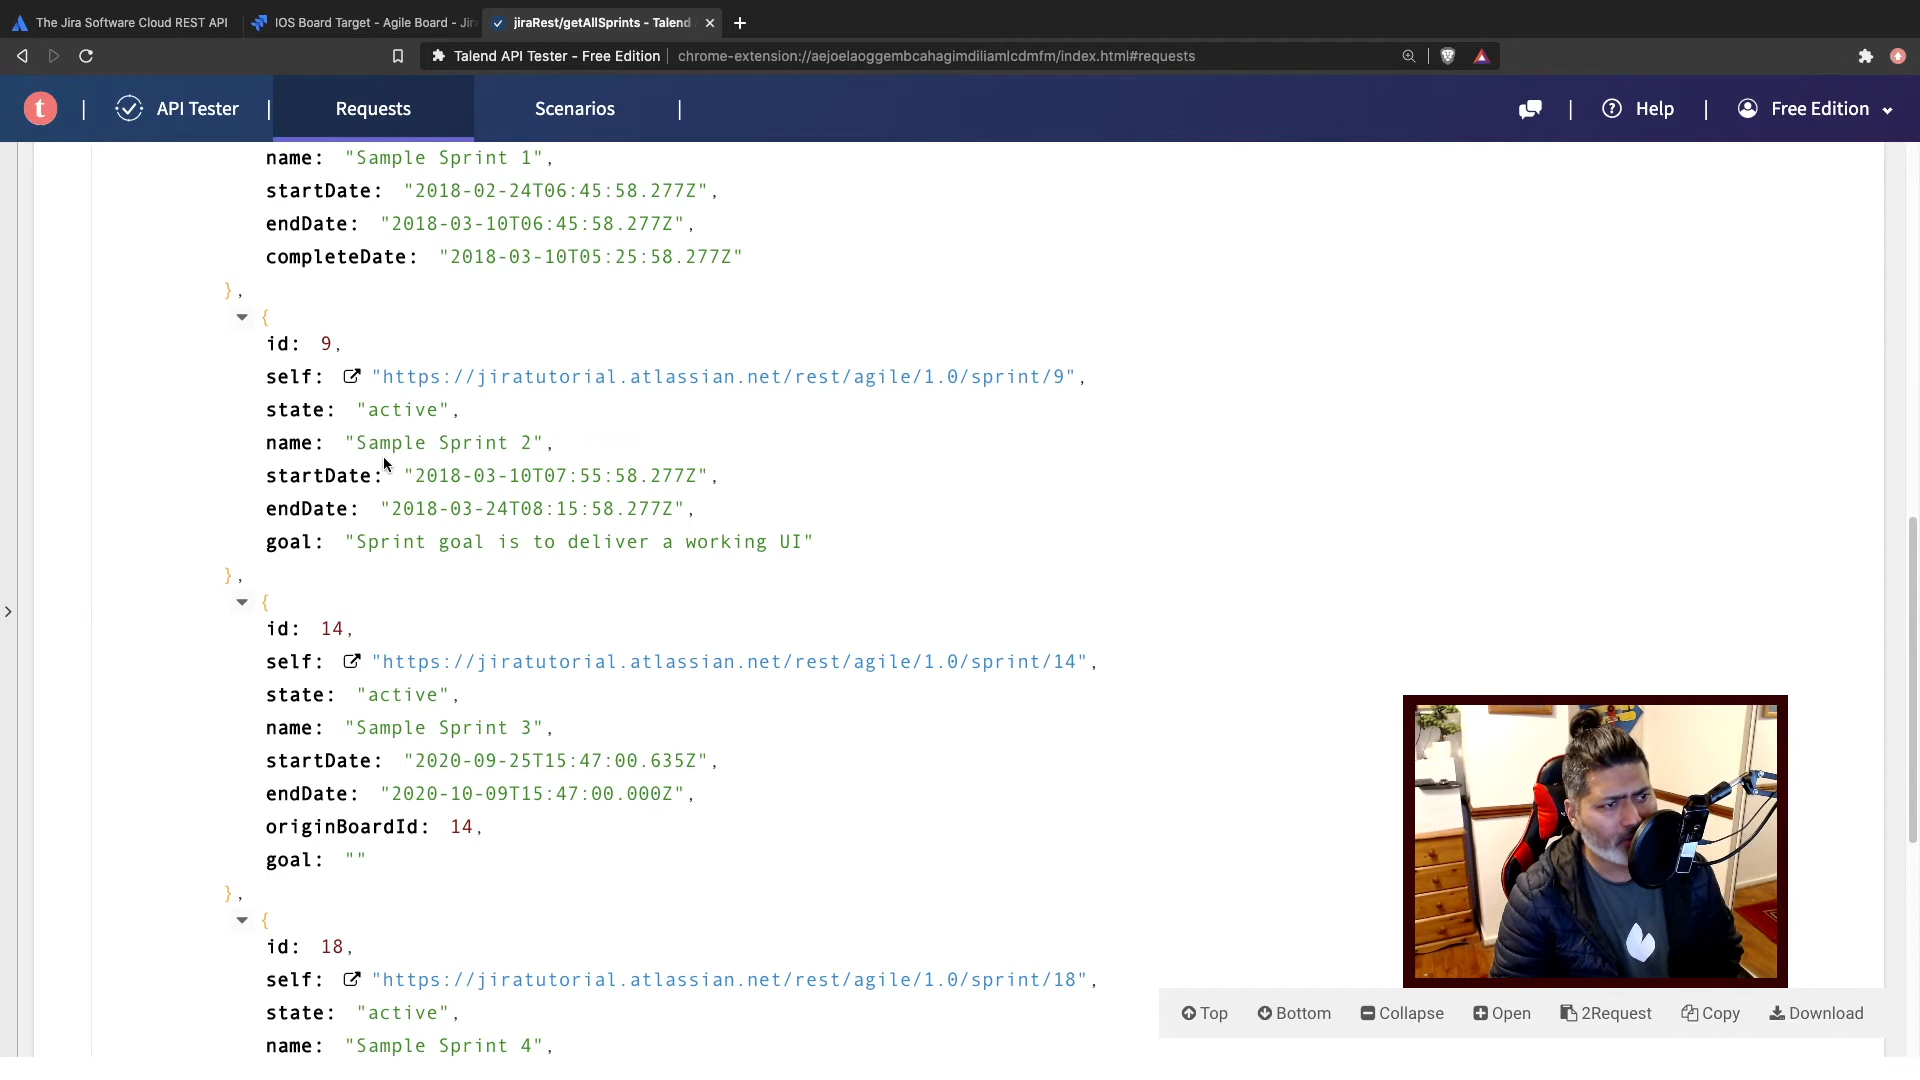 The Jira Software Cloud REST API
IOS Board Target - Agile Board - Jir
jiraRest/getAllSprints - Talend
Talend API Tester - Free Edition
chrome-extension://aejoelaoggembcahagimdiliamlcdmfm/index.html#requests
t
API Tester
Requests
Scenarios
Help
Free Edition
name: "Sample Sprint 1",
startDate: "2018-02-24T06:45:58.277Z",
endDate: "2018-03-10T06:45:58.277Z",
completeDate: "2018-03-10T05:25:58.277Z"
},
{
id: 9,
self: "https://jiratutorial.atlassian.net/rest/agile/1.0/sprint/9",
state: "active",
name: "Sample Sprint 2",
startDate: "2018-03-10T07:55:58.277Z",
endDate: "2018-03-24T08:15:58.277Z",
goal: "Sprint goal is to deliver a working UI"
},
{
id: 14,
self: "https://jiratutorial.atlassian.net/rest/agile/1.0/sprint/14",
state: "active",
name: "Sample Sprint 3",
startDate: "2020-09-25T15:47:00.635Z",
endDate: "2020-10-09T15:47:00.000Z",
originBoardId: 14,
goal: ""
},
{
id: 18,
self: "https://jiratutorial.atlassian.net/rest/agile/1.0/sprint/18",
state: "active",
name: "Sample Sprint 4",
Top
Bottom
Collapse
Open
2Request
Copy
Download